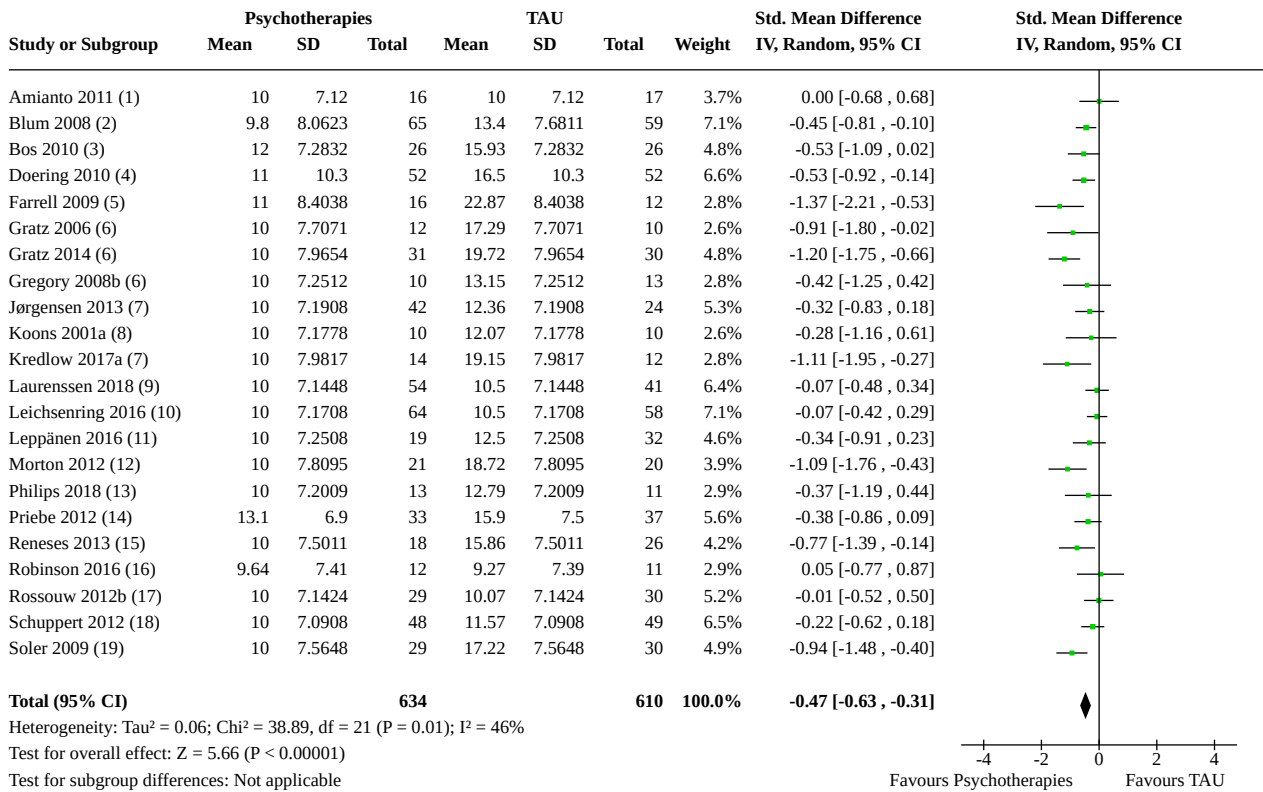 Psychotherapies TAU Std. Mean Difference Std. Mean Difference
Study or Subgroup Mean SD Total Mean SD Total Weight IV, Random, 95% CI IV, Random, 95% CI
Amianto 2011 (1) 10 7.12 16 10 7.12 17 3.7% 0.00 [-0.68 , 0.68]
Blum 2008 (2) 9.8 8.0623 65 13.4 7.6811 59 7.1% -0.45 [-0.81 , -0.10]
Bos 2010 (3) 12 7.2832 26 15.93 7.2832 26 4.8% -0.53 [-1.09 , 0.02]
Doering 2010 (4) 11 10.3 52 16.5 10.3 52 6.6% -0.53 [-0.92 , -0.14]
Farrell 2009 (5) 11 8.4038 16 22.87 8.4038 12 2.8% -1.37 [-2.21 , -0.53]
Gratz 2006 (6) 10 7.7071 12 17.29 7.7071 10 2.6% -0.91 [-1.80 , -0.02]
Gratz 2014 (6) 10 7.9654 31 19.72 7.9654 30 4.8% -1.20 [-1.75 , -0.66]
Gregory 2008b (6) 10 7.2512 10 13.15 7.2512 13 2.8% -0.42 [-1.25 , 0.42]
Jørgensen 2013 (7) 10 7.1908 42 12.36 7.1908 24 5.3% -0.32 [-0.83 , 0.18]
Koons 2001a (8) 10 7.1778 10 12.07 7.1778 10 2.6% -0.28 [-1.16 , 0.61]
Kredlow 2017a (7) 10 7.9817 14 19.15 7.9817 12 2.8% -1.11 [-1.95 , -0.27]
Laurenssen 2018 (9) 10 7.1448 54 10.5 7.1448 41 6.4% -0.07 [-0.48 , 0.34]
Leichsenring 2016 (10) 10 7.1708 64 10.5 7.1708 58 7.1% -0.07 [-0.42 , 0.29]
Leppänen 2016 (11) 10 7.2508 19 12.5 7.2508 32 4.6% -0.34 [-0.91 , 0.23]
Morton 2012 (12) 10 7.8095 21 18.72 7.8095 20 3.9% -1.09 [-1.76 , -0.43]
Philips 2018 (13) 10 7.2009 13 12.79 7.2009 11 2.9% -0.37 [-1.19 , 0.44]
Priebe 2012 (14) 13.1 6.9 33 15.9 7.5 37 5.6% -0.38 [-0.86 , 0.09]
Reneses 2013 (15) 10 7.5011 18 15.86 7.5011 26 4.2% -0.77 [-1.39 , -0.14]
Robinson 2016 (16) 9.64 7.41 12 9.27 7.39 11 2.9% 0.05 [-0.77 , 0.87]
Rossouw 2012b (17) 10 7.1424 29 10.07 7.1424 30 5.2% -0.01 [-0.52 , 0.50]
Schuppert 2012 (18) 10 7.0908 48 11.57 7.0908 49 6.5% -0.22 [-0.62 , 0.18]
Soler 2009 (19) 10 7.5648 29 17.22 7.5648 30 4.9% -0.94 [-1.48 , -0.40]
Total (95% CI) 634 610 100.0% -0.47 [-0.63 , -0.31]
Heterogeneity: Tau² = 0.06; Chi² = 38.89, df = 21 (P = 0.01); I² = 46%
Test for overall effect: Z = 5.66 (P < 0.00001)
Test for subgroup differences: Not applicable
-4 -2 0 2 4
Favours Psychotherapies Favours TAU